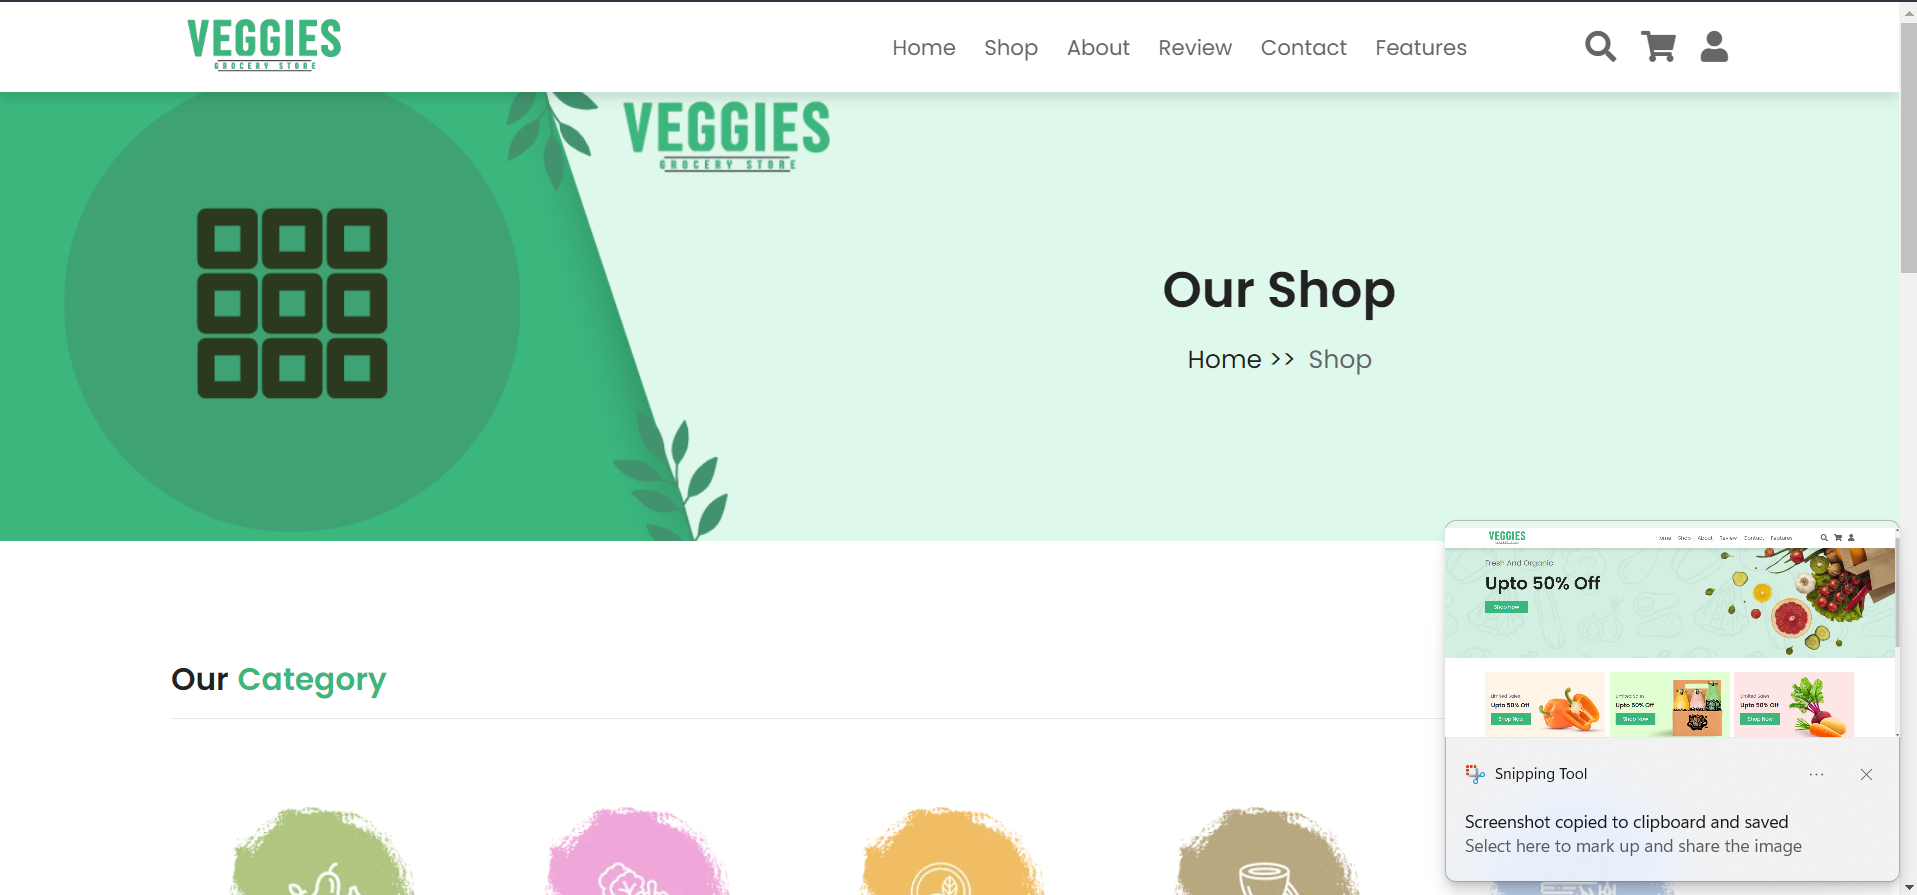 VEGGIES
GROCERY STORE
Home Shop About Review Contact Features
VEGGIES
GROCERY STORE
Our Shop
Home >> Shop
Our Category
VEGGIES
Home Shop About Review Contact Features
Fresh And Organic
Upto 50% Off
Shop Now
Limited Sales
Upto 50% Off
Shop Now
Limited Sales
Upto 50% Off
Shop Now
Limited Sales
Upto 50% Off
Shop Now
Snipping Tool
Screenshot copied to clipboard and saved
Select here to mark up and share the image